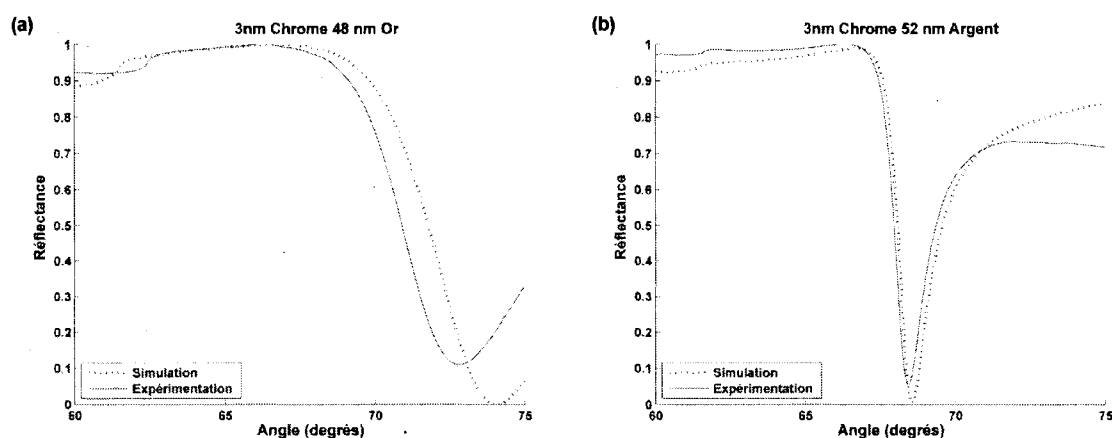 (a)
3nm Chrome 48 nm Or
1
0.9
0.8
0.7
0.6
0.5
0.4
0.3
0.2
0.1
0
Réflectance
Simulation
Expérimentation
60
65
70
75
Angle (degrés)
(b)
3nm Chrome 52 nm Argent
1
0.9
0.8
0.7
0.6
0.5
0.4
0.3
0.2
0.1
0
Réflectance
Simulation
Expérimentation
60
65
70
75
Angle (degrés)